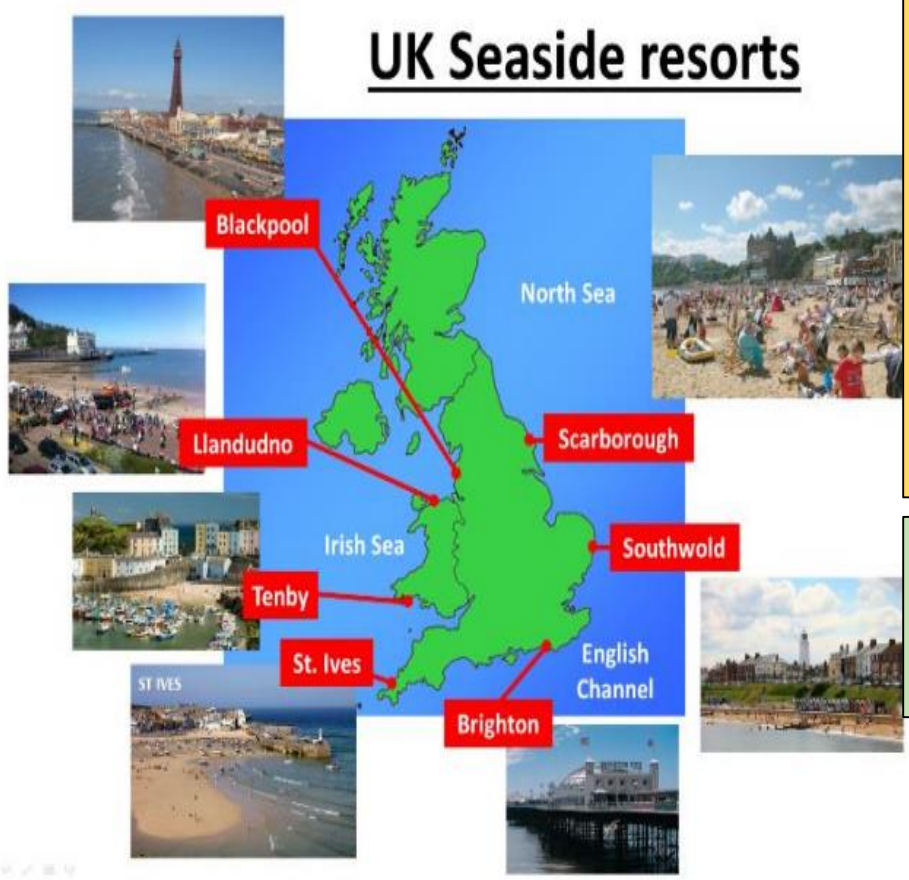 UK Seaside resorts
Blackpool
North Sea
Llandudno
Scarborough
Irish Sea
Southwold
Tenby
St. Ives
English
Channel
ST IVES
Brighton